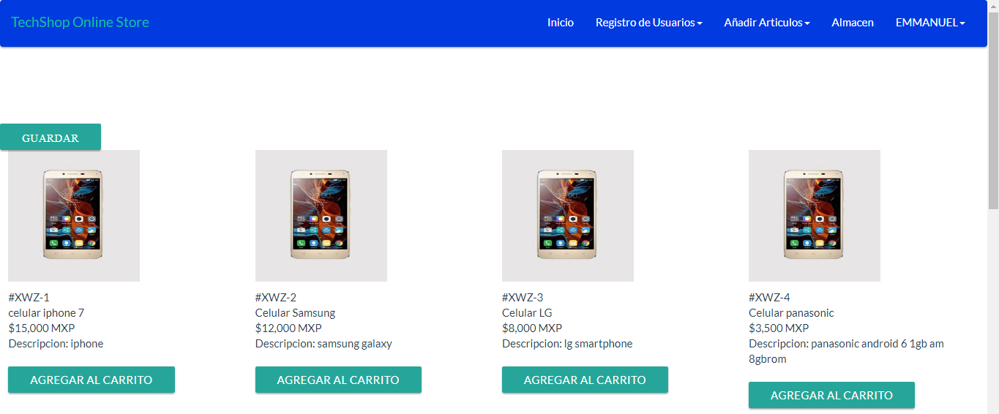 TechShop Online Store
Inicio
Registro de Usuarios
Añadir Articulos
Almacen
EMMANUEL
GUARDAR
#XWZ-1
celular iphone 7
$15,000 MXP
Descripcion: iphone
AGREGAR AL CARRITO
#XWZ-2
Celular Samsung
$12,000 MXP
Descripcion: samsung galaxy
AGREGAR AL CARRITO
#XWZ-3
Celular LG
$8,000 MXP
Descripcion: lg smartphone
AGREGAR AL CARRITO
#XWZ-4
Celular panasonic
$3,500 MXP
Descripcion: panasonic android 6 1gb am
8gbrom
AGREGAR AL CARRITO